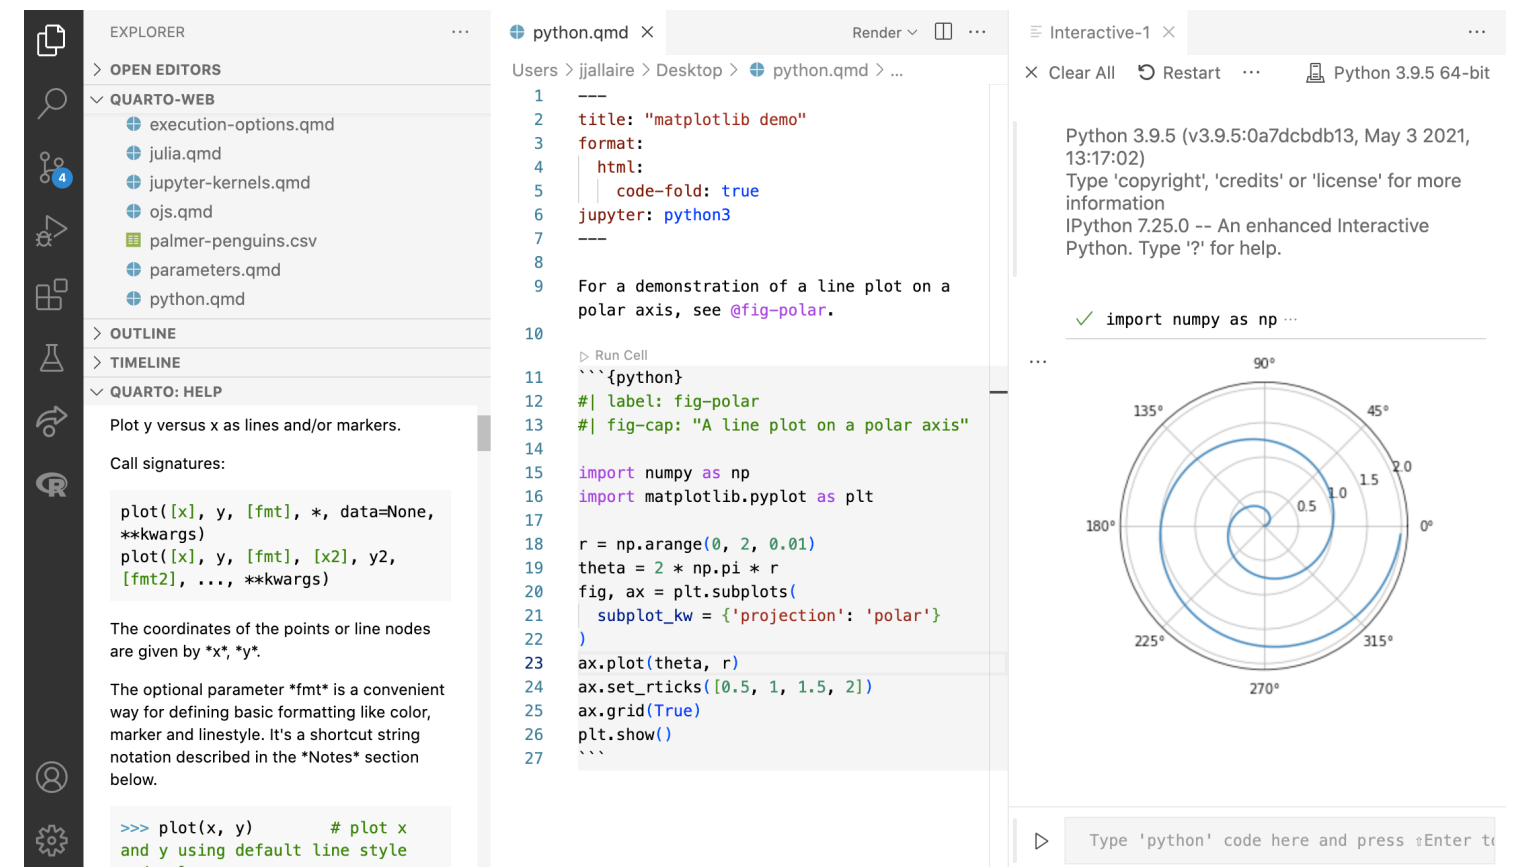 EXPLORER
OPEN EDITORS
QUARTO-WEB
execution-options.qmd
julia.qmd
jupyter-kernels.qmd
ojs.qmd
palmer-penguins.csv
parameters.qmd
python.qmd
OUTLINE
TIMELINE
QUARTO: HELP
4
Plot y versus x as lines and/or markers.
Call signatures:
plot([x], y, [fmt], *, data=None,
**kwargs)
plot([x], y, [fmt], [x2], y2,
[fmt2], ..., **kwargs)
The coordinates of the points or line nodes
are given by *x*, *y*.
The optional parameter *fmt* is a convenient
way for defining basic formatting like color,
marker and linestyle. It's a shortcut string
notation described in the *Notes* section
below.
>>> plot(x, y)        # plot x
and y using default line style
python.qmd
Render
Users > jjallaire > Desktop > python.qmd > ...
1 ---
2 title: "matplotlib demo"
3 format:
4   html:
5     code-fold: true
6 jupyter: python3
7 ---
8
9 For a demonstration of a line plot on a
polar axis, see @fig-polar.
10
Run Cell
11 ```{python}
12 #| label: fig-polar
13 #| fig-cap: "A line plot on a polar axis"
14
15 import numpy as np
16 import matplotlib.pyplot as plt
17
18 r = np.arange(0, 2, 0.01)
19 theta = 2 * np.pi * r
20 fig, ax = plt.subplots(
21   subplot_kw = {'projection': 'polar'}
22 )
23 ax.plot(theta, r)
24 ax.set_rticks([0.5, 1, 1.5, 2])
25 ax.grid(True)
26 plt.show()
27 ```
Interactive-1
Clear All Restart ... Python 3.9.5 64-bit
Python 3.9.5 (v3.9.5:0a7dcbdb13, May 3 2021,
13:17:02)
Type 'copyright', 'credits' or 'license' for more
information
IPython 7.25.0 -- An enhanced Interactive
Python. Type '?' for help.
import numpy as np ...
90°
135° 45°
2.0
1.5
1.0
0.5
180° 0°
225° 315°
270°
Type 'python' code here and press ⇧Enter to